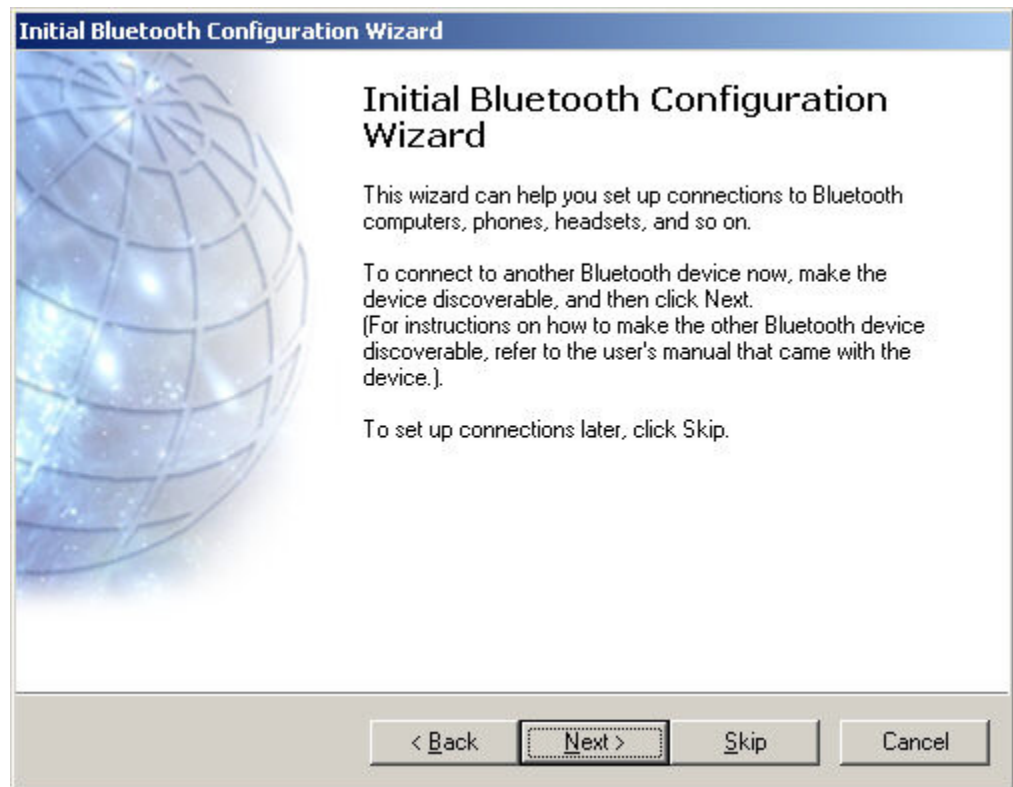 Initial Bluetooth Configuration Wizard
Initial Bluetooth Configuration
Wizard
This wizard can help you set up connections to Bluetooth
computers, phones, headsets, and so on.
To connect to another Bluetooth device now, make the
device discoverable, and then click Next.
(For instructions on how to make the other Bluetooth device
discoverable, refer to the user's manual that came with the
device.).
To set up connections later, click Skip.
< Back Next > Skip Cancel